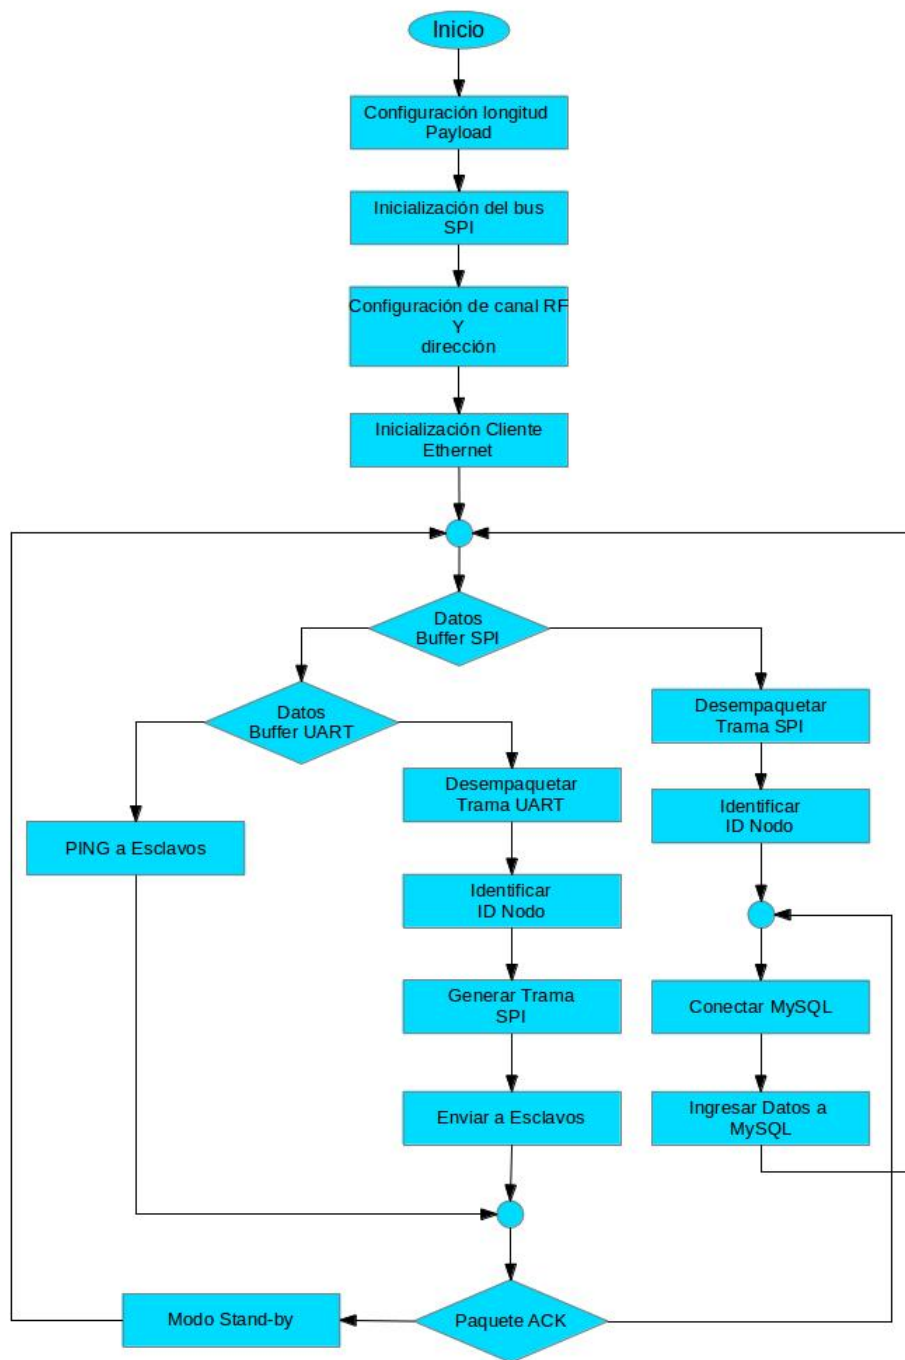 Inicio
Configuración longitud
Payload
Inicialización del bus
SPI
Configuración de canal RF
Y
dirección
Inicialización Cliente
Ethernet
Datos
Buffer SPI
Datos
Buffer UART
PING a Esclavos
Desempaquetar
Trama UART
Identificar
ID Nodo
Generar Trama
SPI
Enviar a Esclavos
Desempaquetar
Trama SPI
Identificar
ID Nodo
Conectar MySQL
Ingresar Datos a
MySQL
Paquete ACK
Modo Stand-by